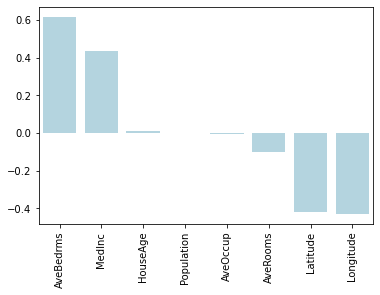 0.6
0.4
0.2
0.0
−0.2
−0.4
AveBedrms
MedInc
HouseAge
Population
AveOccup
AveRooms
Latitude
Longitude